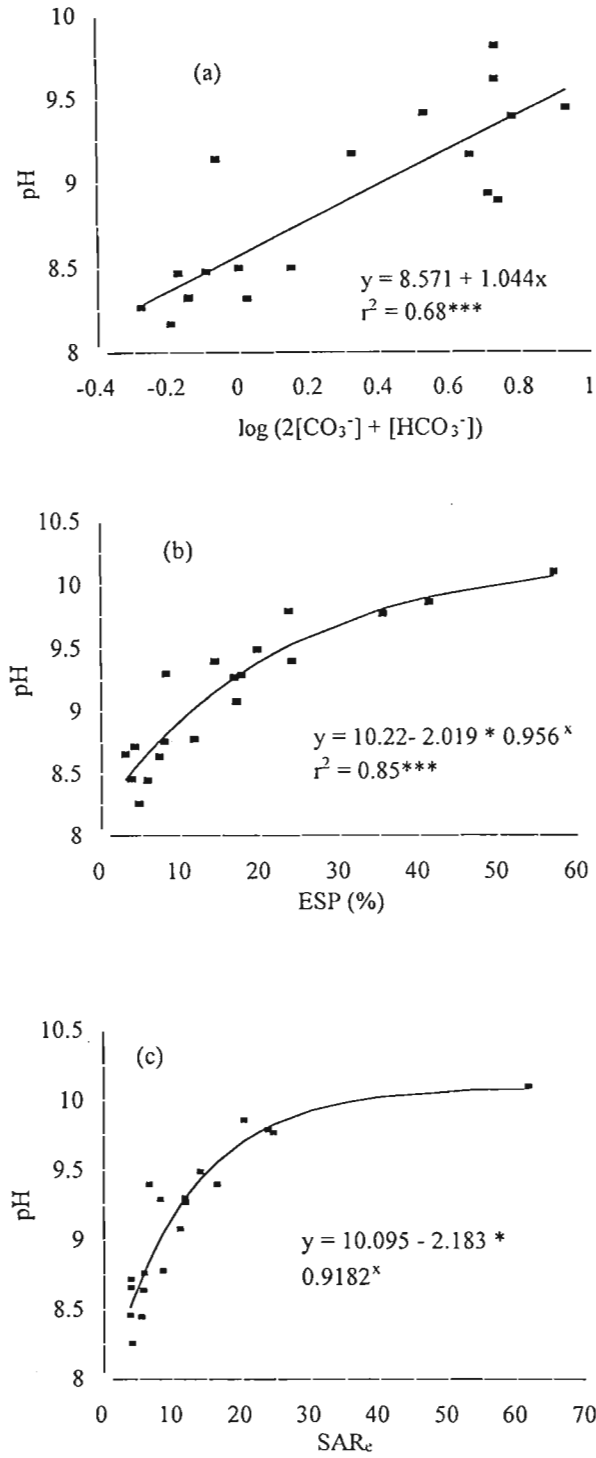 (a)
pH
10
9.5
9
8.5
8
y = 8.571 + 1.044x
r² = 0.68***
-0.4 -0.2 0 0.2 0.4 0.6 0.8 1
log (2[CO₃⁻] + [HCO₃⁻])
(b)
pH
10.5
10
9.5
9
8.5
8
y = 10.22- 2.019 * 0.956 ˣ
r² = 0.85***
0 10 20 30 40 50 60
ESP (%)
(c)
pH
10.5
10
9.5
9
8.5
8
y = 10.095 - 2.183 *
0.9182ˣ
0 10 20 30 40 50 60 70
SARₑ